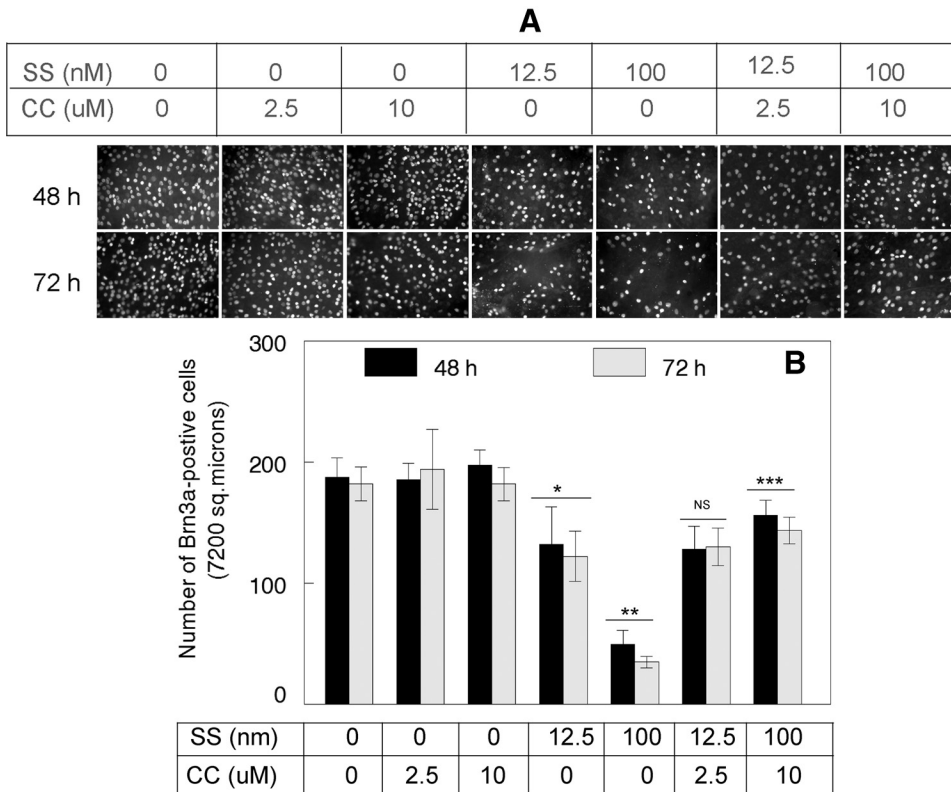 A
SS (nM) 0 0 0 12.5 100 12.5 100
CC (uM) 0 2.5 10 0 0 2.5 10
48 h
72 h
300
200
100
0
Number of Brn3a-postive cells
(7200 sq.microns)
48 h 72 h B
* ** NS ***
SS (nm) 0 0 0 12.5 100 12.5 100
CC (uM) 0 2.5 10 0 0 2.5 10